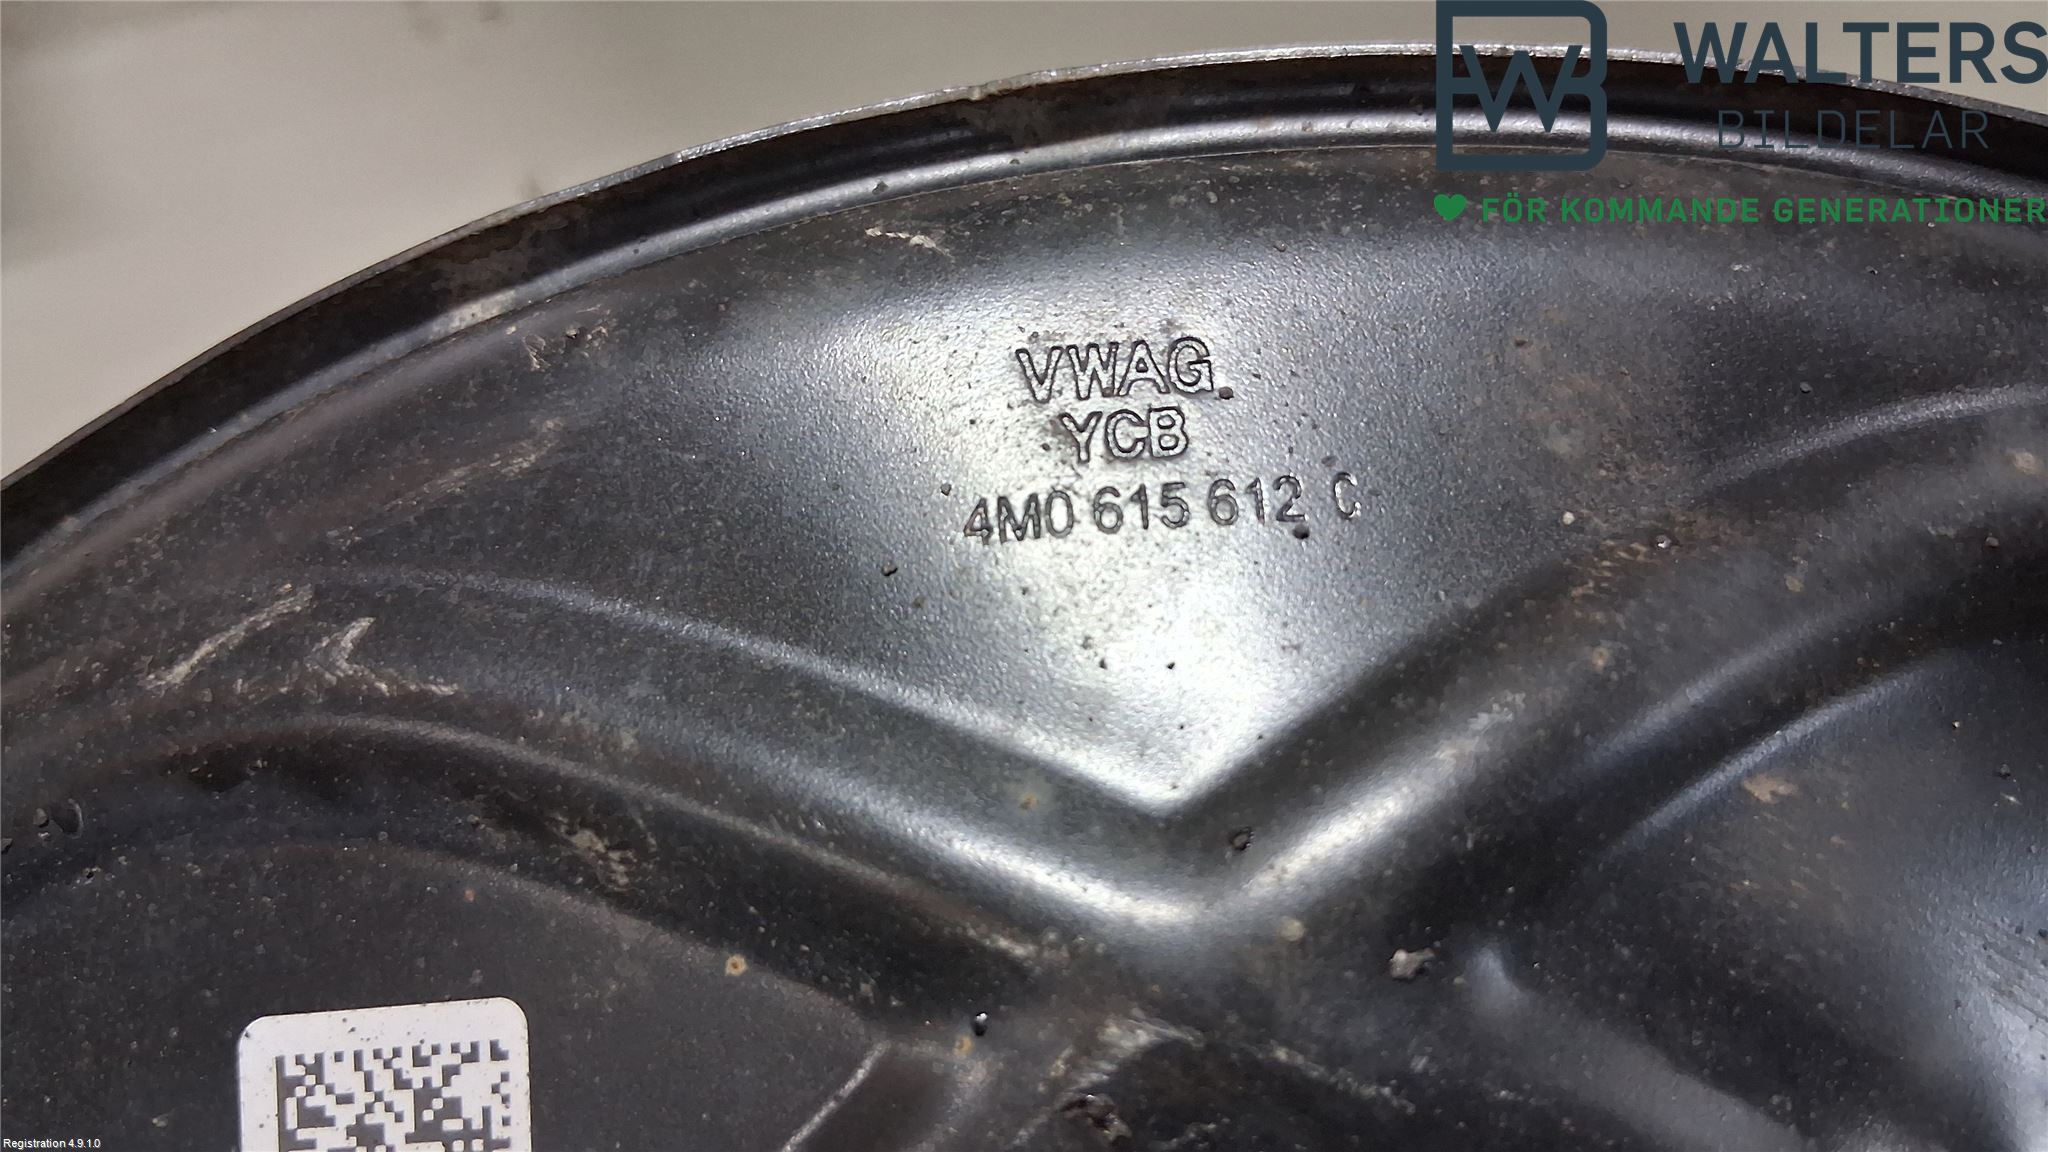 WALTERS
BILDELAR
FÖR KOMMANDE GENERATIONER
VWAG
YCB
4M0 615 612 C
Registration 4.9.1.0